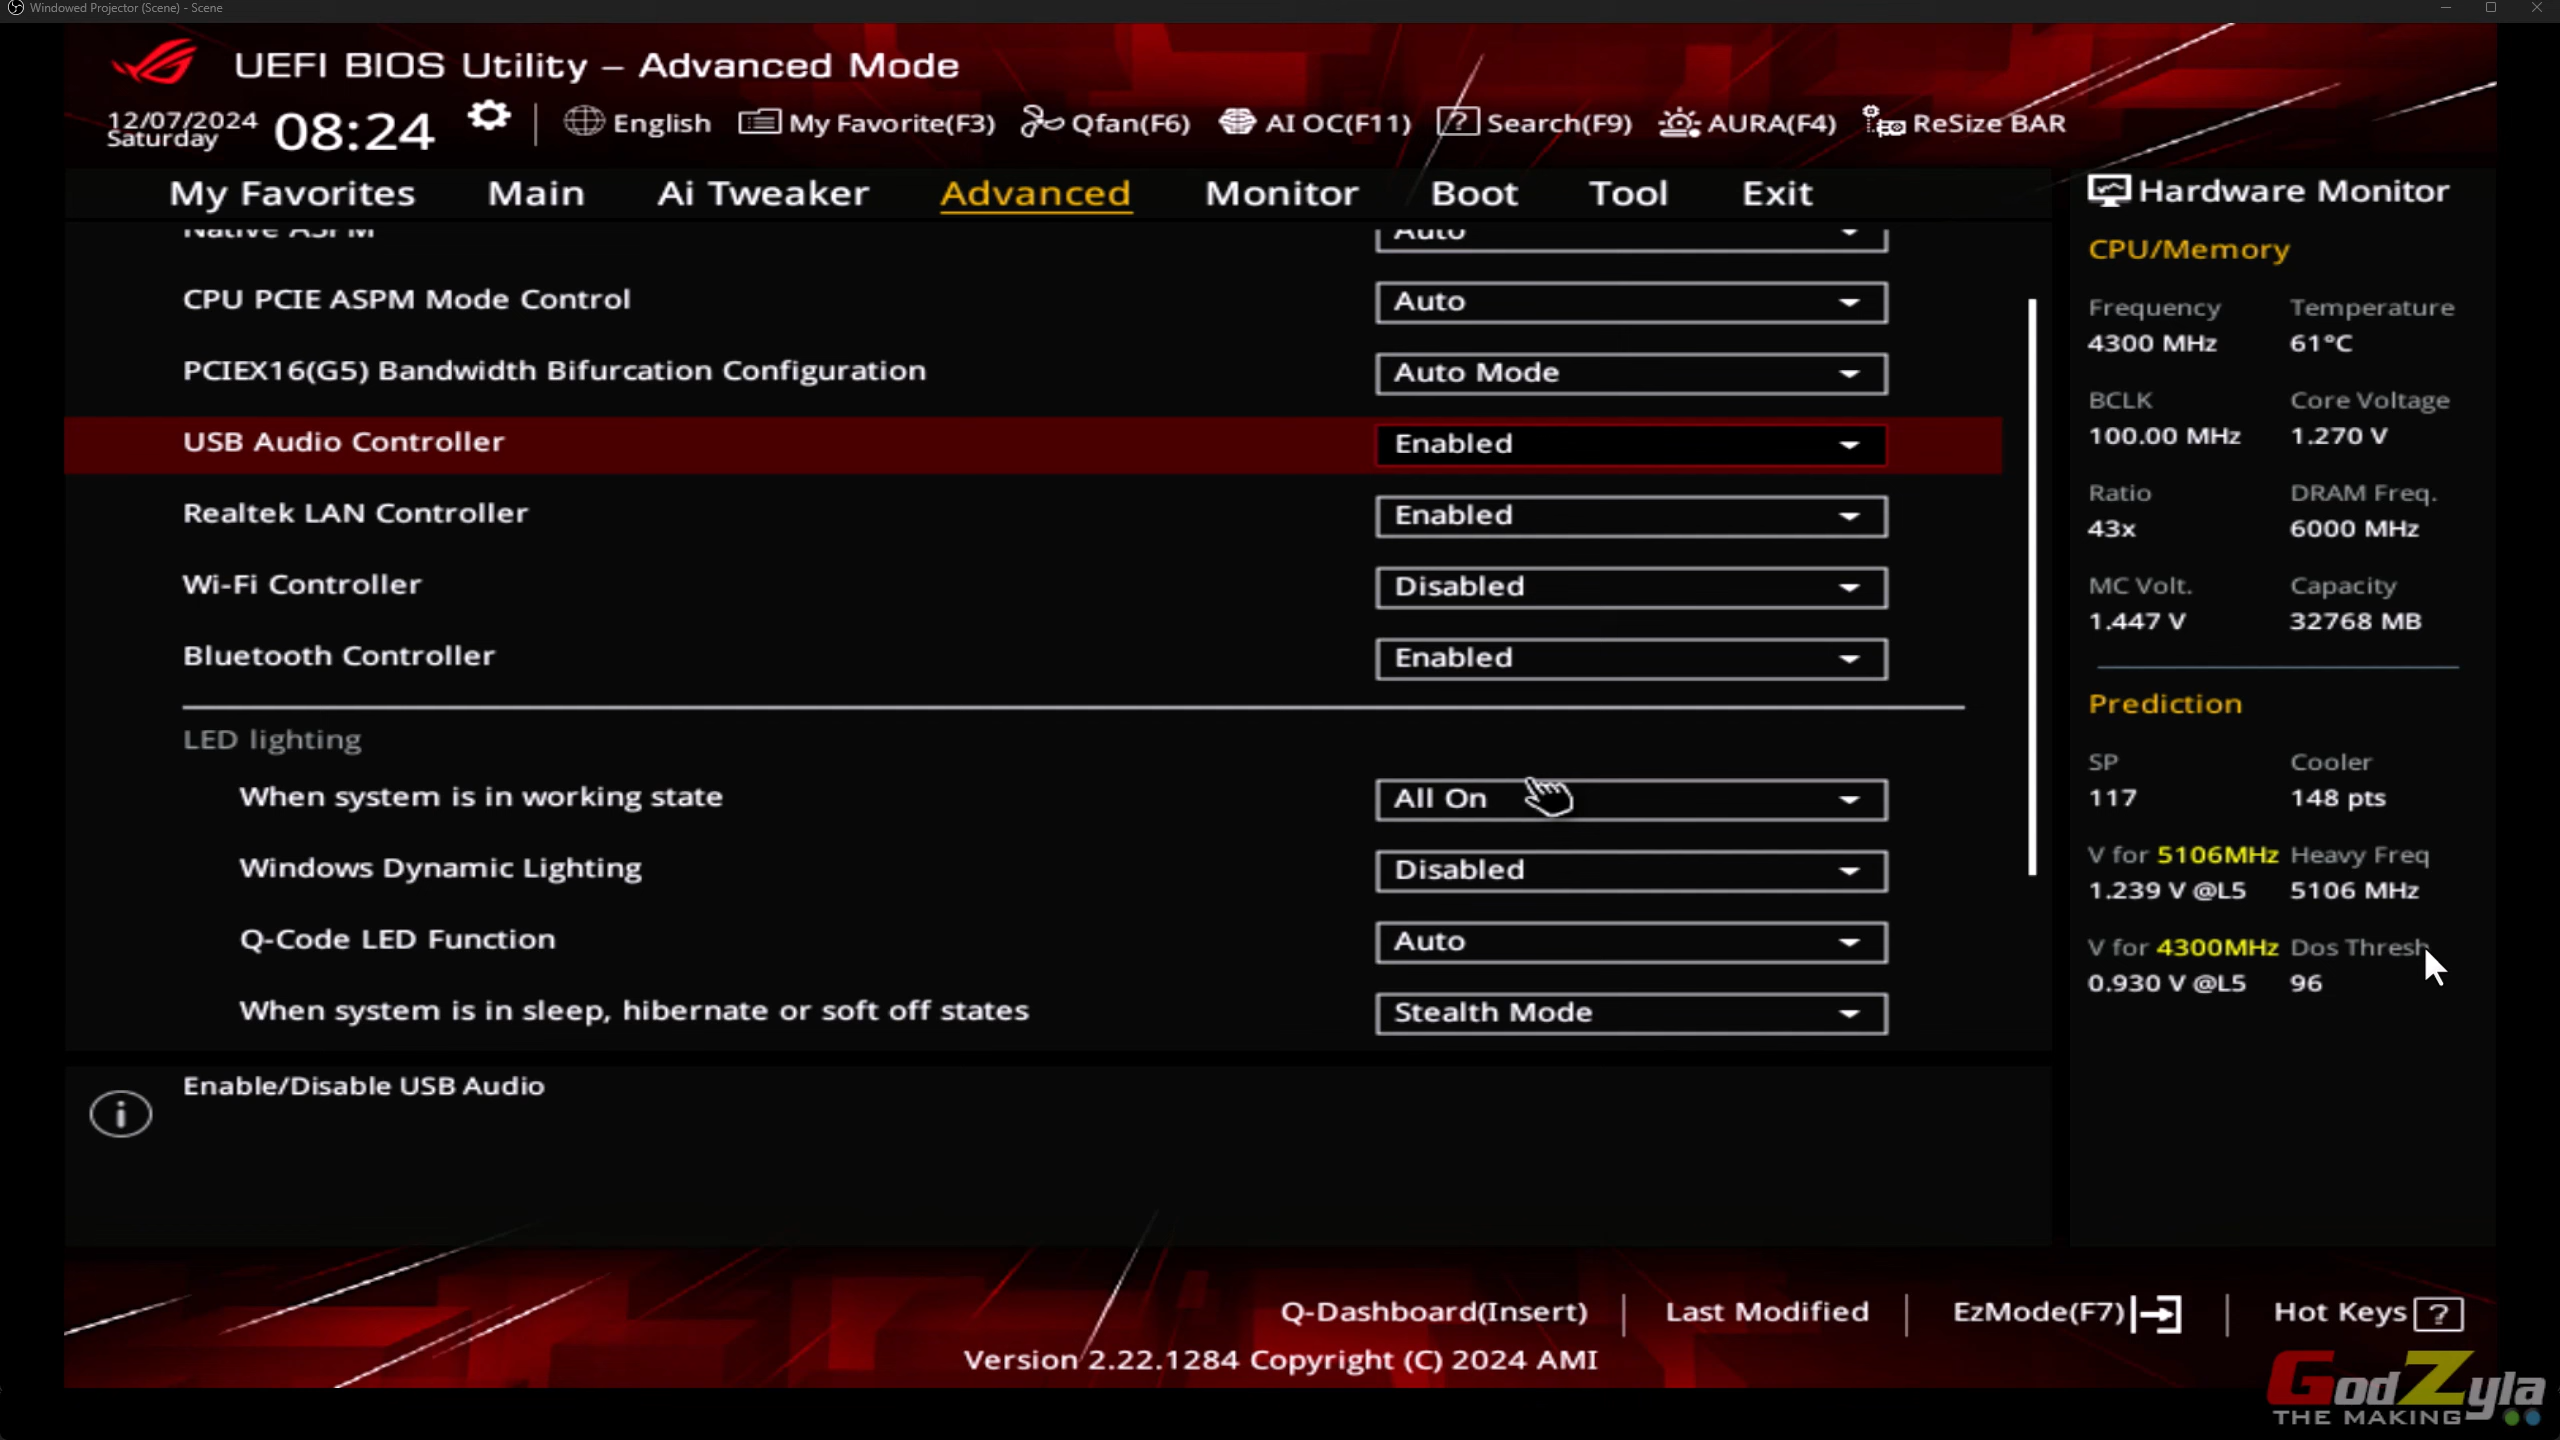 Windowed Projector (Scene) - Scene
UEFI BIOS Utility – Advanced Mode
12/07/2024
Saturday
08:24
English
My Favorite(F3)
Qfan(F6)
AI OC(F11)
Search(F9)
AURA(F4)
ReSize BAR
My Favorites
Main
Ai Tweaker
Advanced
Monitor
Boot
Tool
Exit
Hardware Monitor
Native ASPM Auto
CPU PCIE ASPM Mode Control Auto
PCIEX16(G5) Bandwidth Bifurcation Configuration Auto Mode
USB Audio Controller Enabled
Realtek LAN Controller Enabled
Wi-Fi Controller Disabled
Bluetooth Controller Enabled
LED lighting
When system is in working state All On
Windows Dynamic Lighting Disabled
Q-Code LED Function Auto
When system is in sleep, hibernate or soft off states Stealth Mode
Enable/Disable USB Audio
CPU/Memory
Frequency Temperature
4300 MHz 61°C
BCLK Core Voltage
100.00 MHz 1.270 V
Ratio DRAM Freq.
43x 6000 MHz
MC Volt. Capacity
1.447 V 32768 MB
Prediction
SP Cooler
117 148 pts
V for 5106MHz Heavy Freq
1.239 V @L5 5106 MHz
V for 4300MHz Dos Thresh
0.930 V @L5 96
Q-Dashboard(Insert)
Last Modified
EzMode(F7)
Hot Keys ?
Version 2.22.1284 Copyright (C) 2024 AMI
GodZyla
THE MAKING